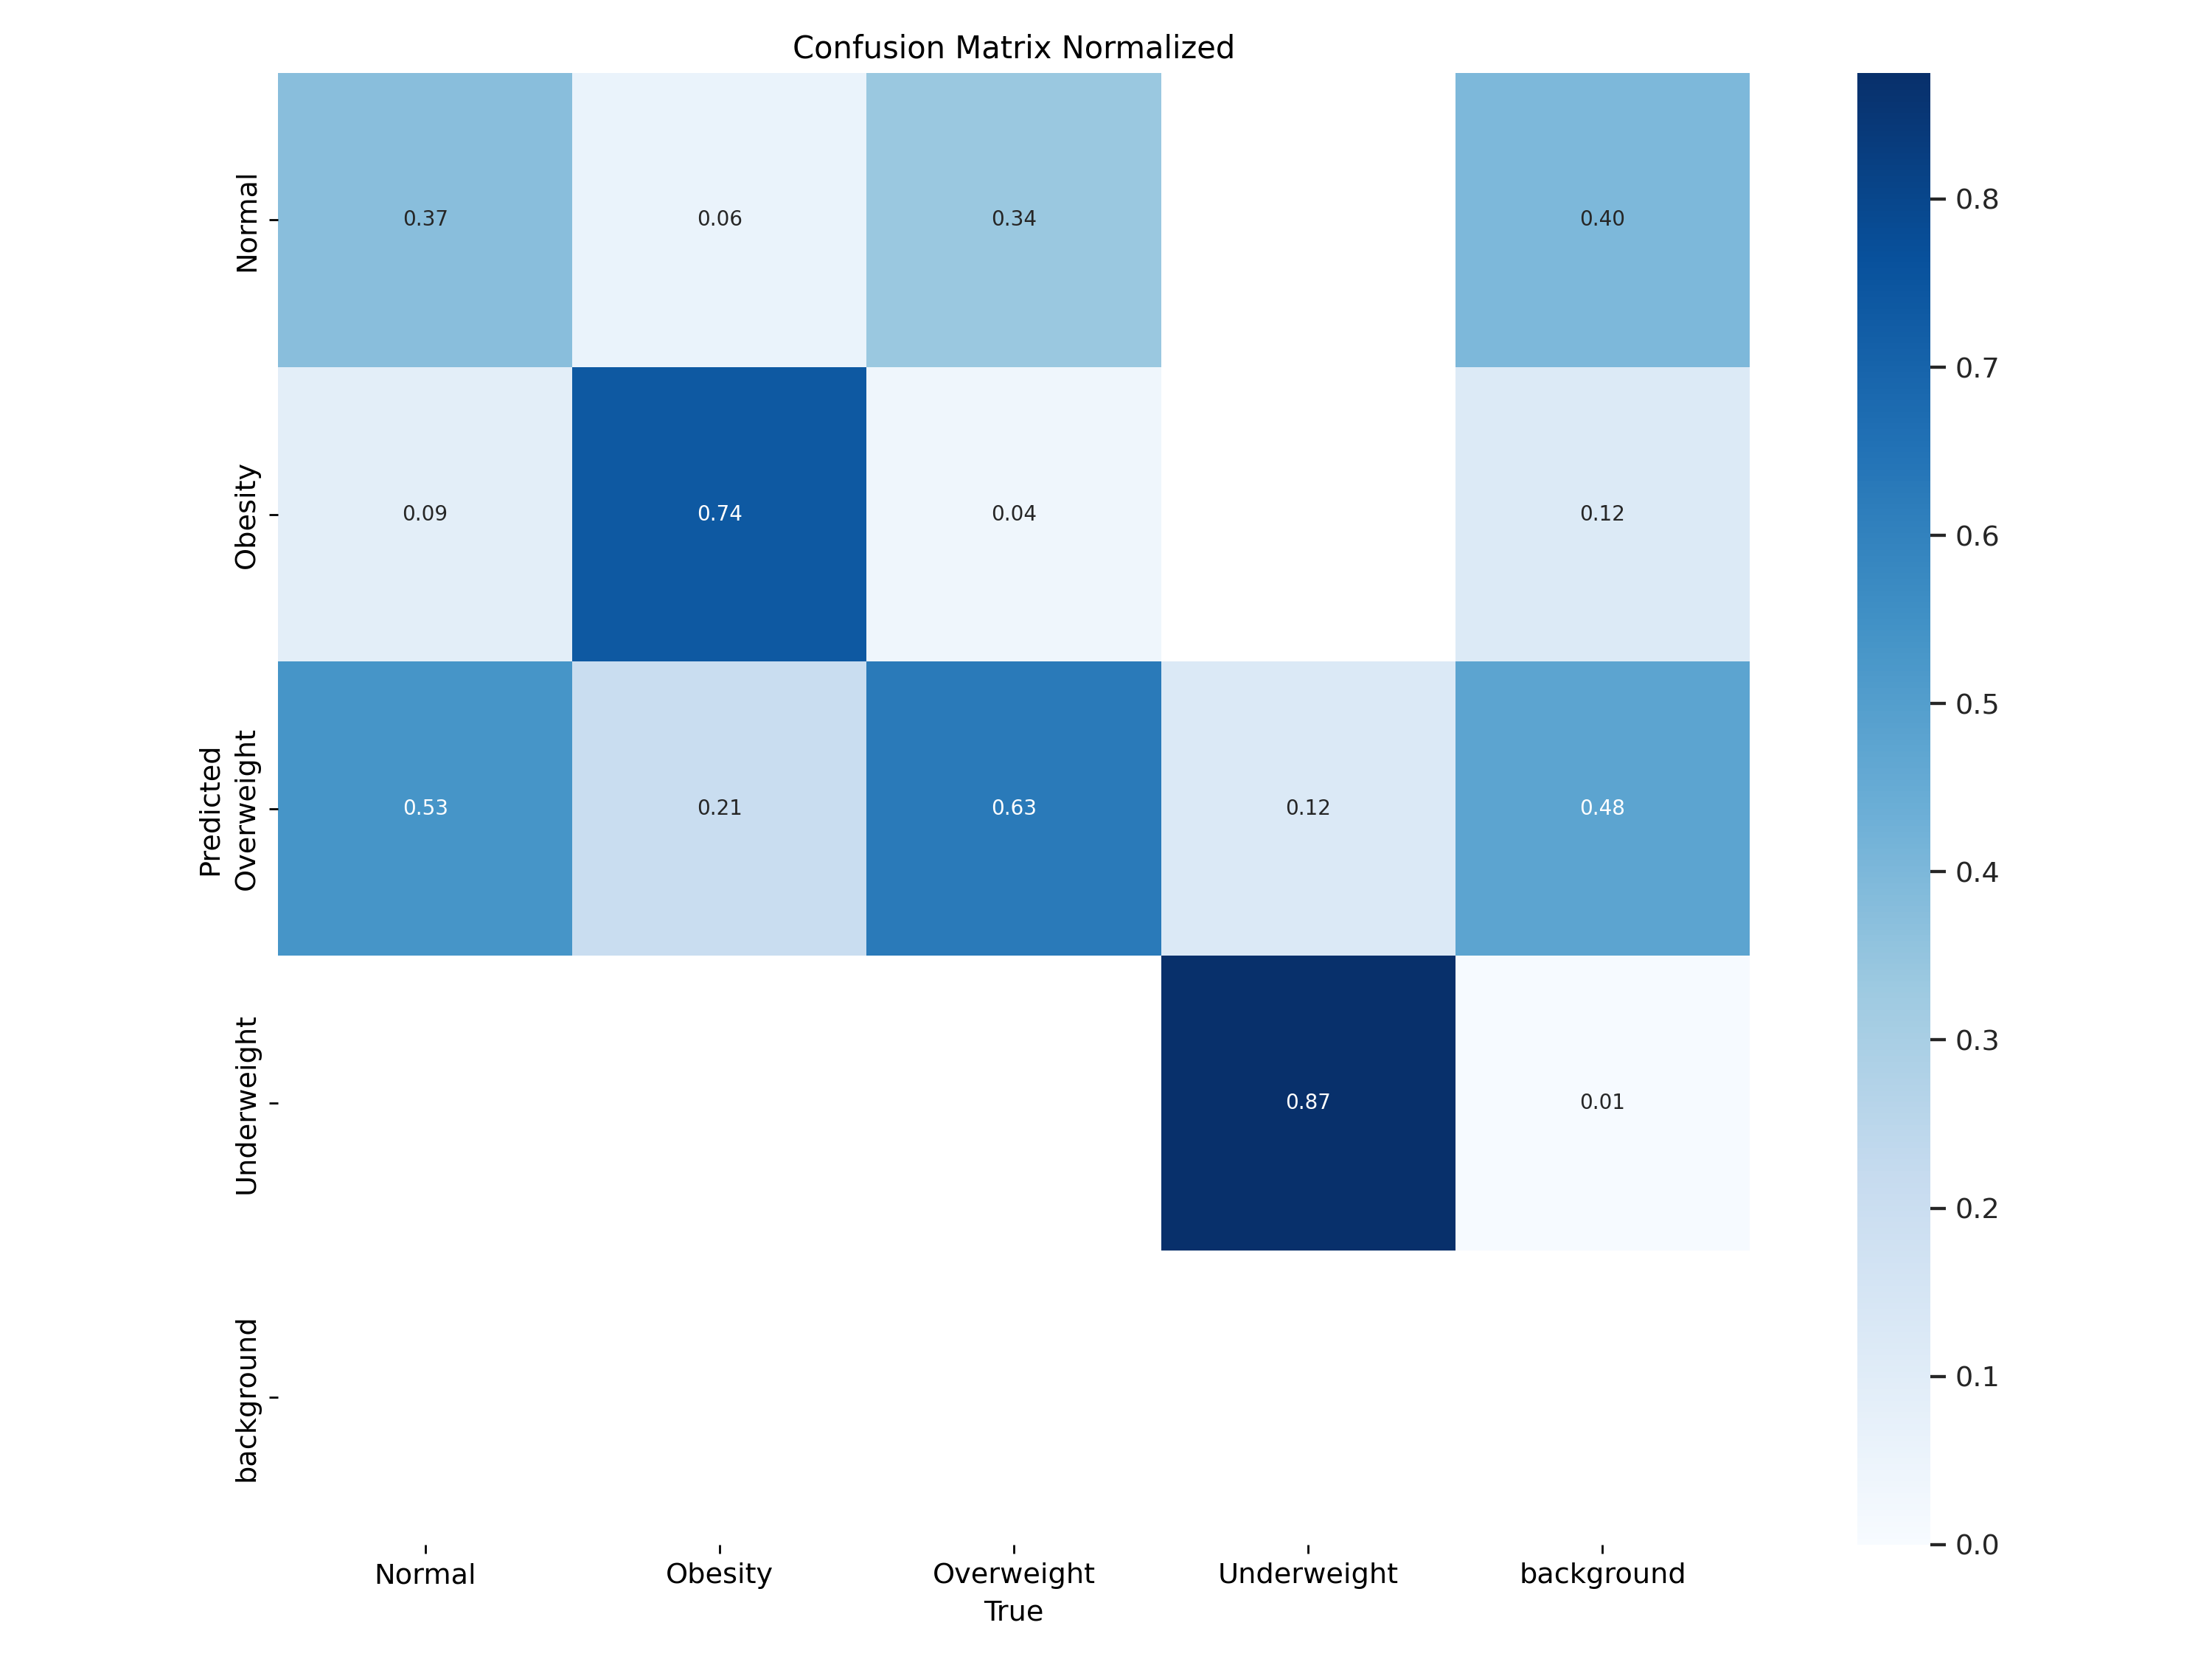 Confusion Matrix Normalized
Normal
0.37
0.06
0.34
0.40
Obesity
0.09
0.74
0.04
0.12
Predicted
Overweight
0.53
0.21
0.63
0.12
0.48
Underweight
0.87
0.01
background
Normal
Obesity
Overweight
Underweight
background
True
0.8
0.7
0.6
0.5
0.4
0.3
0.2
0.1
0.0